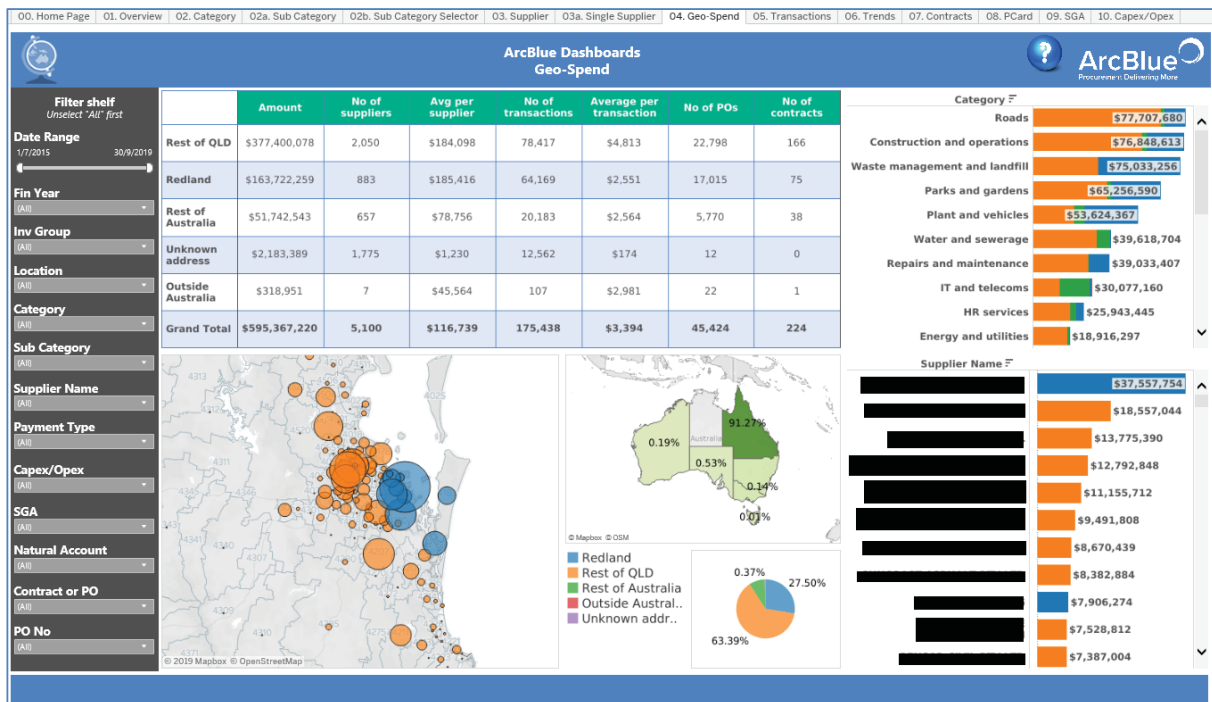 00. Home Page 01. Overview 02. Category 02a. Sub Category 02b. Sub Category Selector 03. Supplier 03a. Single Supplier 04. Geo-Spend 05. Transactions 06. Trends 07. Contracts 08. PCard 09. SGA 10. Capex/Opex
ArcBlue Dashboards
Geo-Spend
?
ArcBlue
Procurement Delivering More
Filter shelf
Unselect "All" first
Date Range
1/7/2015 30/9/2019
Fin Year
(All)
Inv Group
(All)
Location
(All)
Category
(All)
Sub Category
(All)
Supplier Name
(All)
Payment Type
(All)
Capex/Opex
(All)
SGA
(All)
Natural Account
(All)
Contract or PO
(All)
PO No
(All)
Amount No of suppliers Avg per supplier No of transactions Average per transaction No of POs No of contracts
Rest of QLD $377,400,078 2,050 $184,098 78,417 $4,813 22,798 166
Redland $163,722,259 883 $185,416 64,169 $2,551 17,015 75
Rest of Australia $51,742,543 657 $78,756 20,183 $2,564 5,770 38
Unknown address $2,183,389 1,775 $1,230 12,562 $174 12 0
Outside Australia $318,951 7 $45,564 107 $2,981 22 1
Grand Total $595,367,220 5,100 $116,739 175,438 $3,394 45,424 224
Category
Roads $77,707,680
Construction and operations $76,848,613
Waste management and landfill $75,033,256
Parks and gardens $65,256,590
Plant and vehicles $53,624,367
Water and sewerage $39,618,704
Repairs and maintenance $39,033,407
IT and telecoms $30,077,160
HR services $25,943,445
Energy and utilities $18,916,297
4313
4025
4311
4345
4346
4341
4340
4307
4309
4310
4275
© 2019 Mapbox © OpenStreetMap
91.27%
Australia
0.19%
0.53%
0.14%
0.01%
© Mapbox © OSM
Redland
Rest of QLD
Rest of Australia
Outside Austral..
Unknown addr..
0.37%
27.50%
63.39%
Supplier Name
$37,557,754
$18,557,044
$13,775,390
$12,792,848
$11,155,712
$9,491,808
$8,670,439
$8,382,884
$7,906,274
$7,528,812
$7,387,004